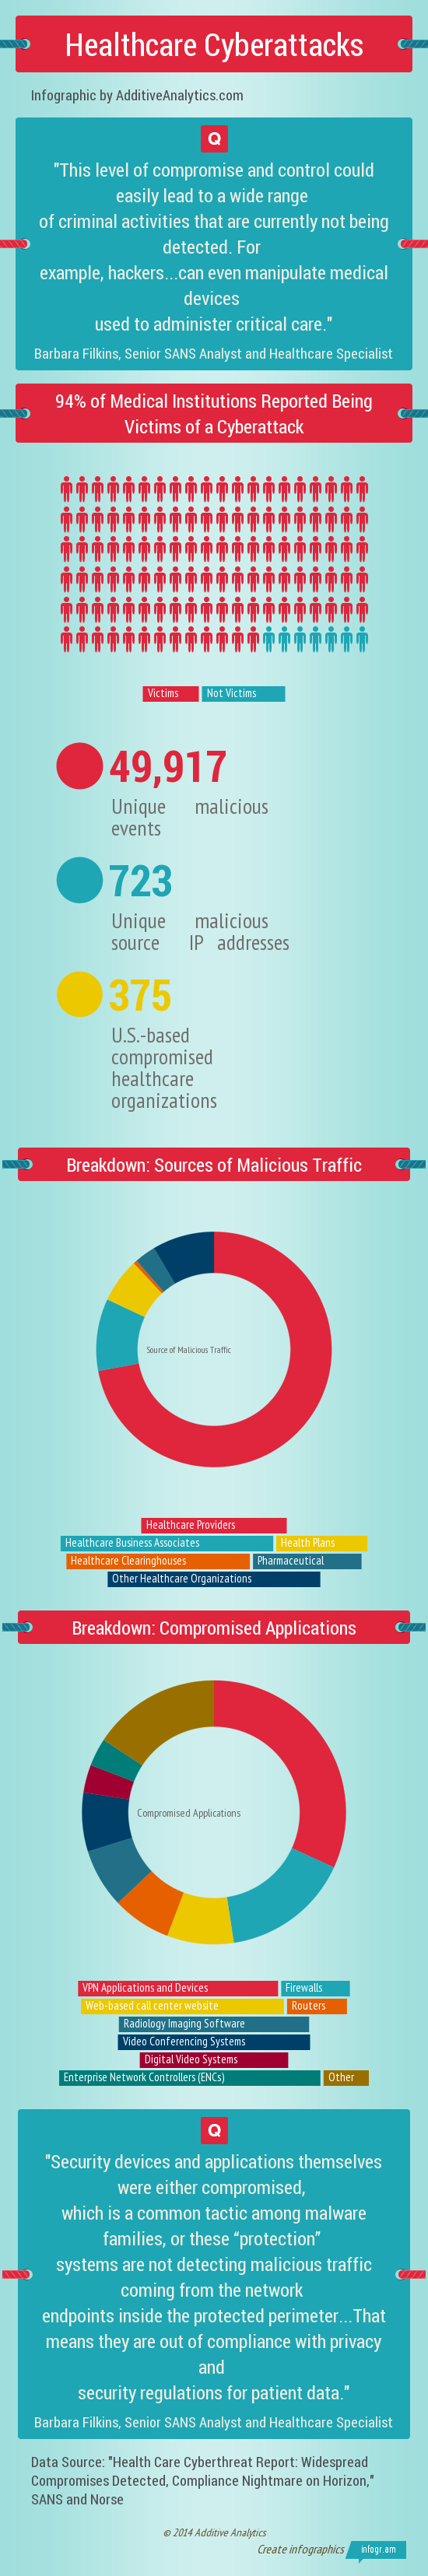 Healthcare Cyberattacks
Infographic by AdditiveAnalytics.com
Q
"This level of compromise and control could
easily lead to a wide range
of criminal activities that are currently not being
detected. For
example, hackers...can even manipulate medical
devices
used to administer critical care."
Barbara Filkins, Senior SANS Analyst and Healthcare Specialist
94% of Medical Institutions Reported Being
Victims of a Cyberattack
Victims
Not Victims
49,917
Unique malicious
events
723
Unique malicious
source IP addresses
375
U.S.-based
compromised
healthcare
organizations
Breakdown: Sources of Malicious Traffic
Source of Malicious Traffic
Healthcare Providers
Healthcare Business Associates
Health Plans
Healthcare Clearinghouses
Pharmaceutical
Other Healthcare Organizations
Breakdown: Compromised Applications
Compromised Applications
VPN Applications and Devices
Firewalls
Web-based call center website
Routers
Radiology Imaging Software
Video Conferencing Systems
Digital Video Systems
Enterprise Network Controllers (ENCs)
Other
Q
"Security devices and applications themselves
were either compromised,
which is a common tactic among malware
families, or these “protection”
systems are not detecting malicious traffic
coming from the network
endpoints inside the protected perimeter...That
means they are out of compliance with privacy
and
security regulations for patient data."
Barbara Filkins, Senior SANS Analyst and Healthcare Specialist
Data Source: "Health Care Cyberthreat Report: Widespread
Compromises Detected, Compliance Nightmare on Horizon,"
SANS and Norse
© 2014 Additive Analytics
Create infographics
infogr.am